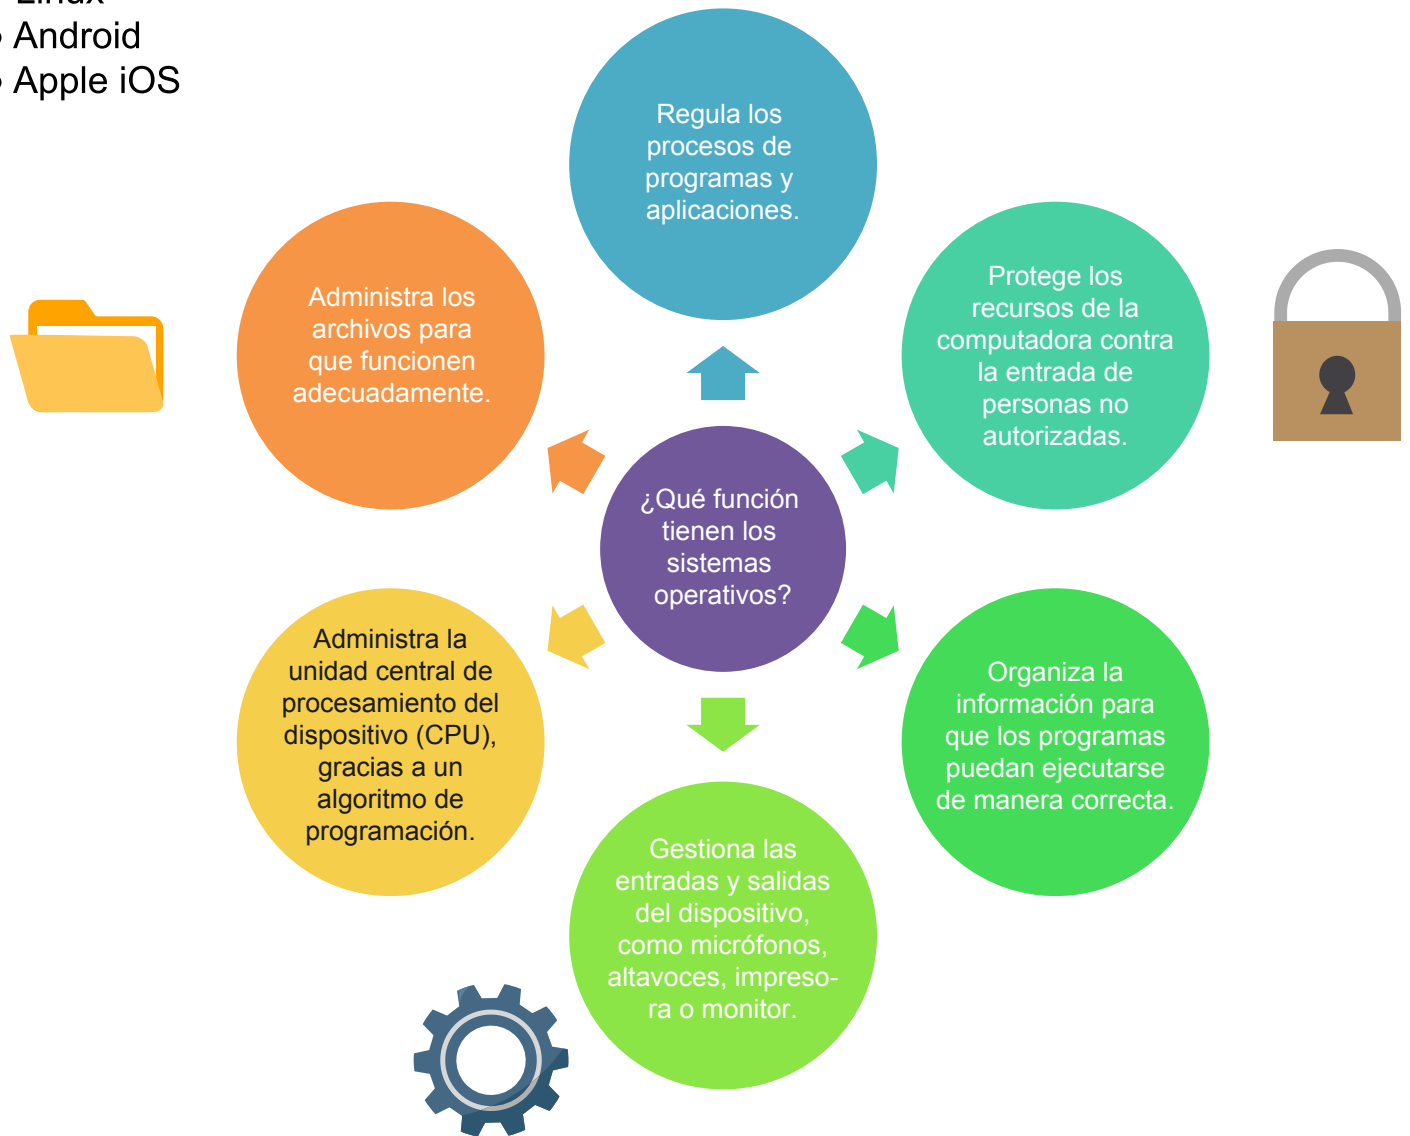 Linux
• Android
• Apple iOS
Regula los
procesos de
programas y
aplicaciones.
Administra los
archivos para
que funcionen
adecuadamente.
Protege los
recursos de la
computadora contra
la entrada de
personas no
autorizadas.
¿Qué función
tienen los
sistemas
operativos?
Administra la
unidad central de
procesamiento del
dispositivo (CPU),
gracias a un
algoritmo de
programación.
Organiza la
información para
que los programas
puedan ejecutarse
de manera correcta.
Gestiona las
entradas y salidas
del dispositivo,
como micrófonos,
altavoces, impreso-
ra o monitor.